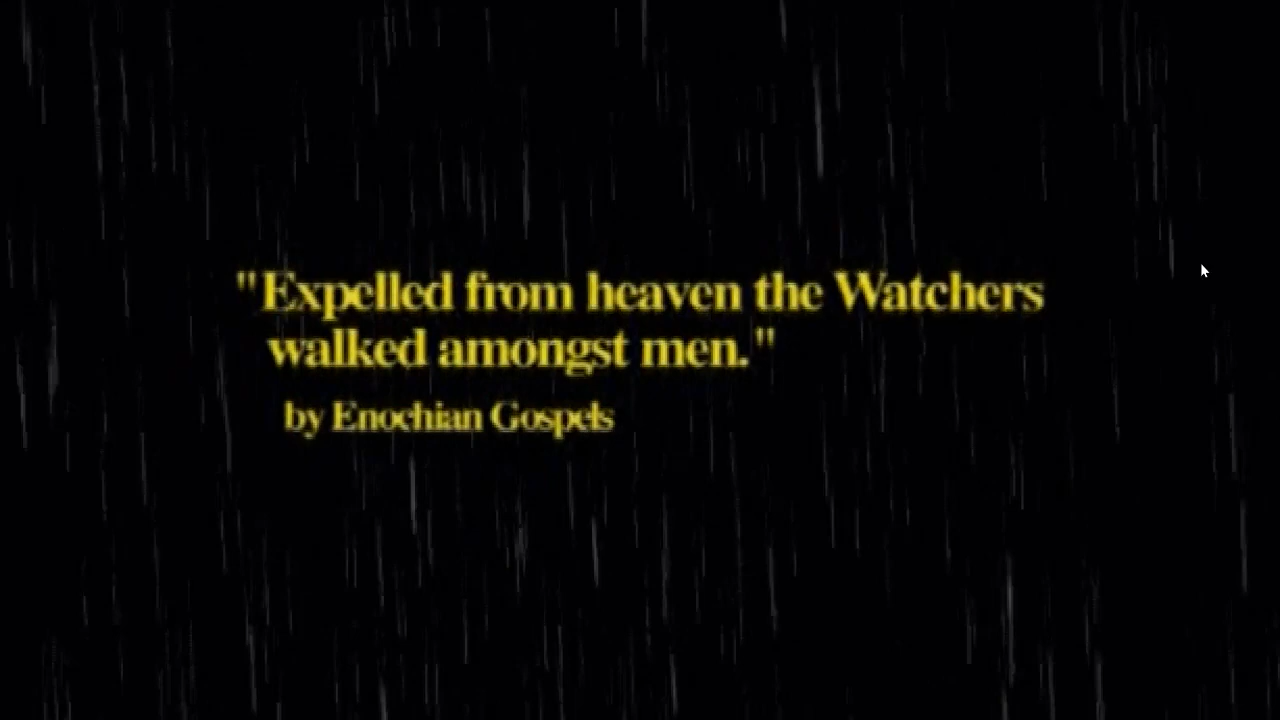 "Expelled from heaven the Watchers
walked amongst men."
by Enochian Gospels